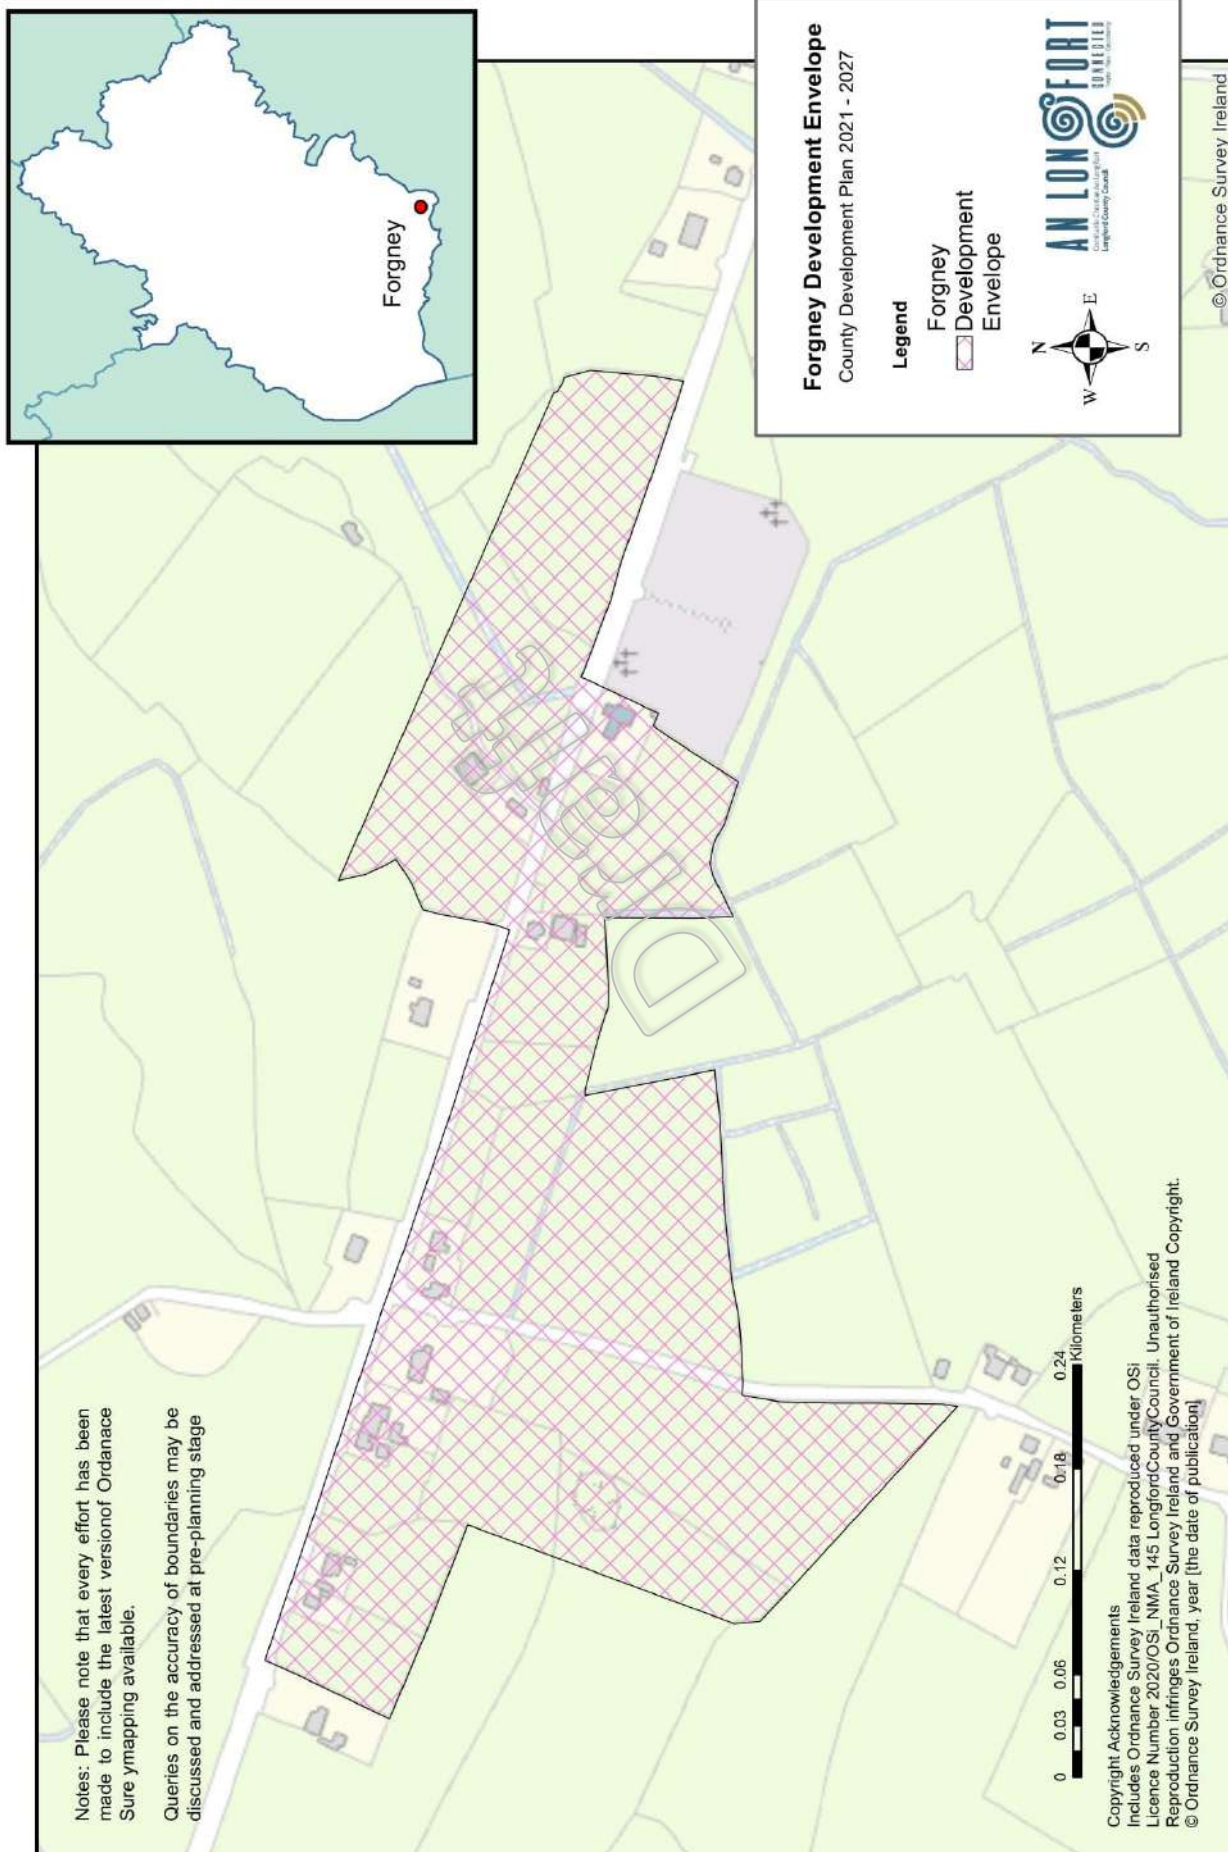 Notes: Please note that every effort has been
made to include the latest versionof Ordanace
Sure ymapping available.
Queries on the accuracy of boundaries may be
discussed and addressed at pre-planning stage
Forgney
Draft
Forgney Development Envelope
County Development Plan 2021 - 2027
Legend
Forgney
Development
Envelope
N
W
E
S
AN LONGFORT
CONNECTED
Longford County Council
0 0.03 0.06 0.12 0.18 0.24
Kilometers
Copyright Acknowledgements
Includes Ordnance Survey Ireland data reproduced under OSi
Licence Number 2020/OSi_NMA_145 LongfordCountyCouncil. Unauthorised
Reproduction infringes Ordnance Survey Ireland and Government of Ireland Copyright.
© Ordnance Survey Ireland, year [the date of publication]
© Ordnance Survey Ireland